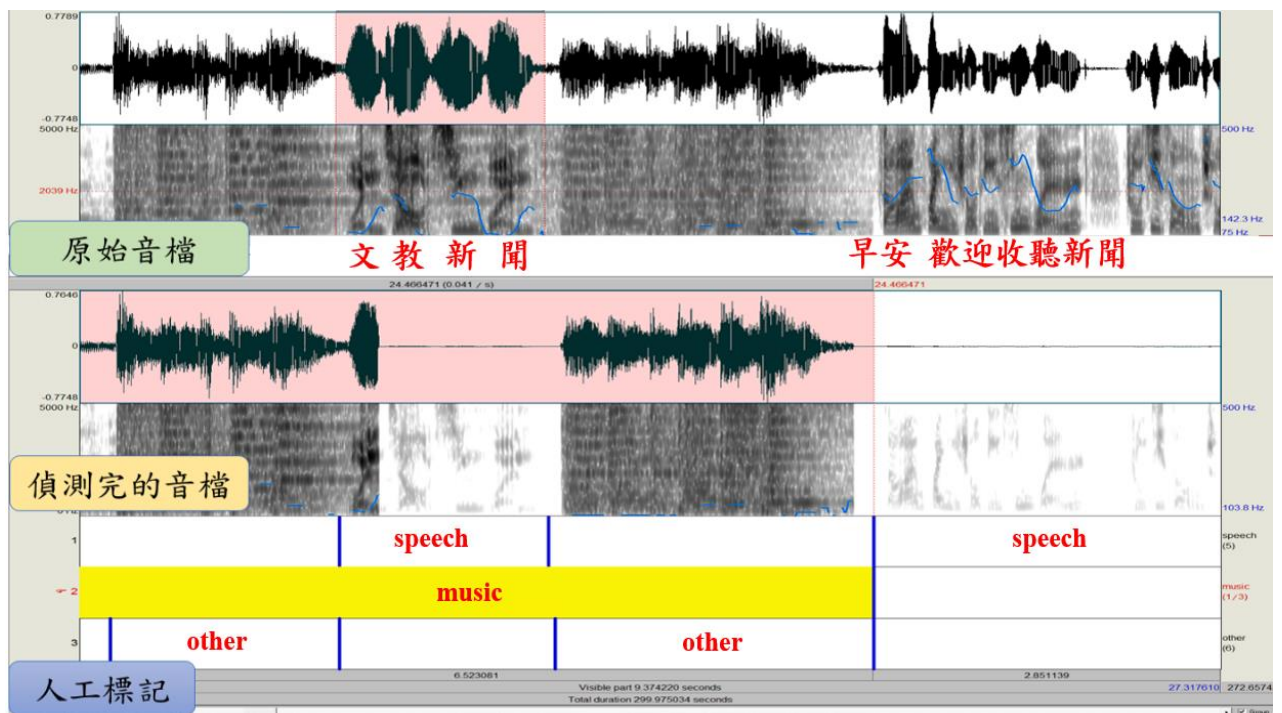 0.7789
0
-0.7748
5000 Hz
500 Hz
2039 Hz
142.3 Hz
75 Hz
原始音檔
文教新聞
早安 歡迎收聽新聞
24.466471 (0.041 / s)
24.466471
0.7646
0
-0.7748
5000 Hz
500 Hz
偵測完的音檔
103.8 Hz
1
speech
speech
speech
(5)
2
music
music
(1/3)
3
other
other
other
(6)
人工標記
6.523081
2.851139
Visible part 9.374220 seconds
27.317610
272.6574
Total duration 299.975034 seconds